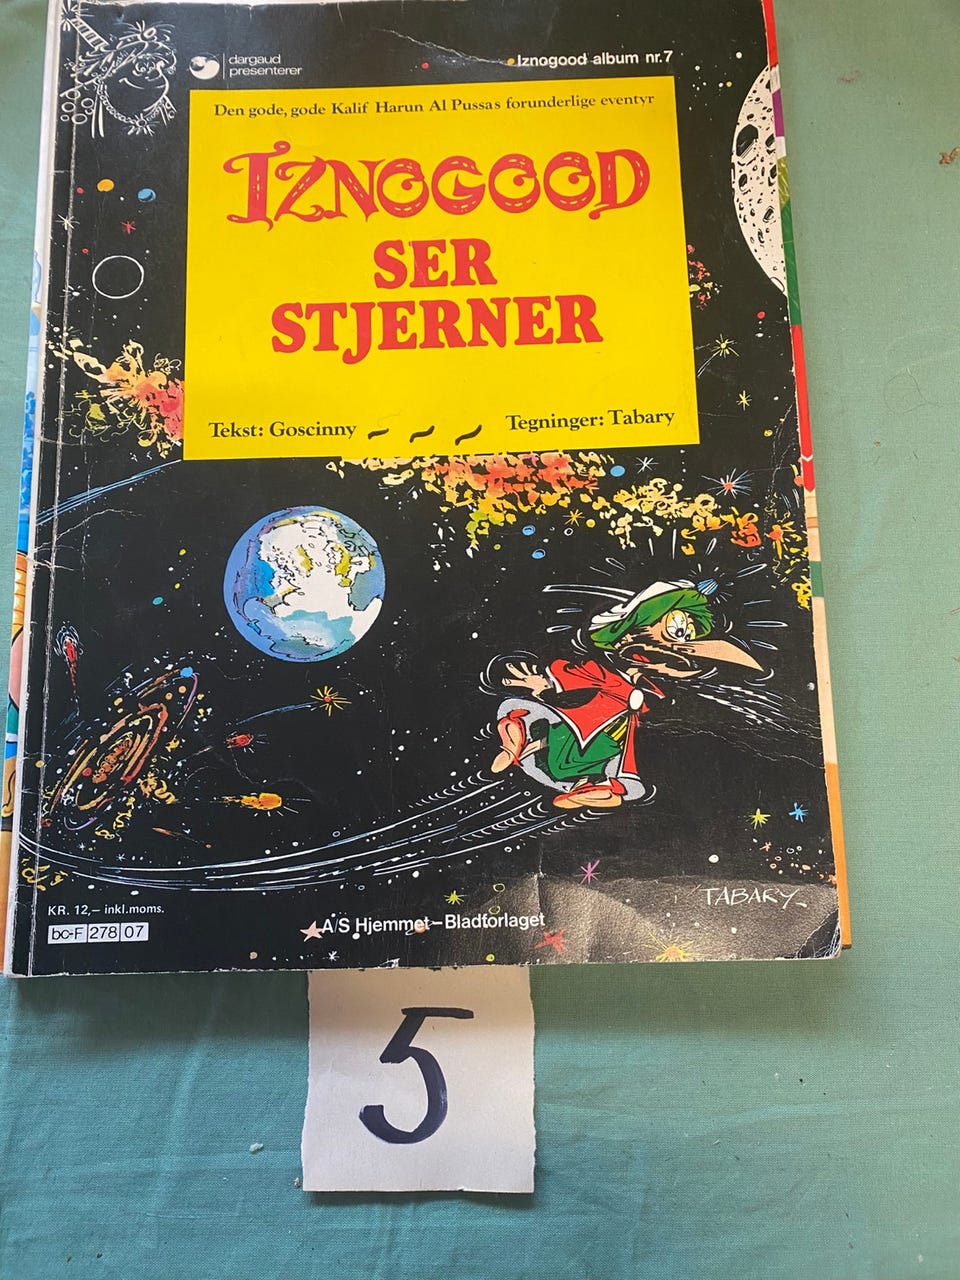 dargaud
presenterer
Iznogood album nr. 7
Den gode, gode Kalif Harun Al Pussas forunderlige eventyr
IZNOGOOD
SER
STJERNER
Tekst: Goscinny
Tegninger: Tabary
TABARY
KR. 12,– inkl.moms.
bc-F 278 07
A/S Hjemmet–Bladforlaget
5